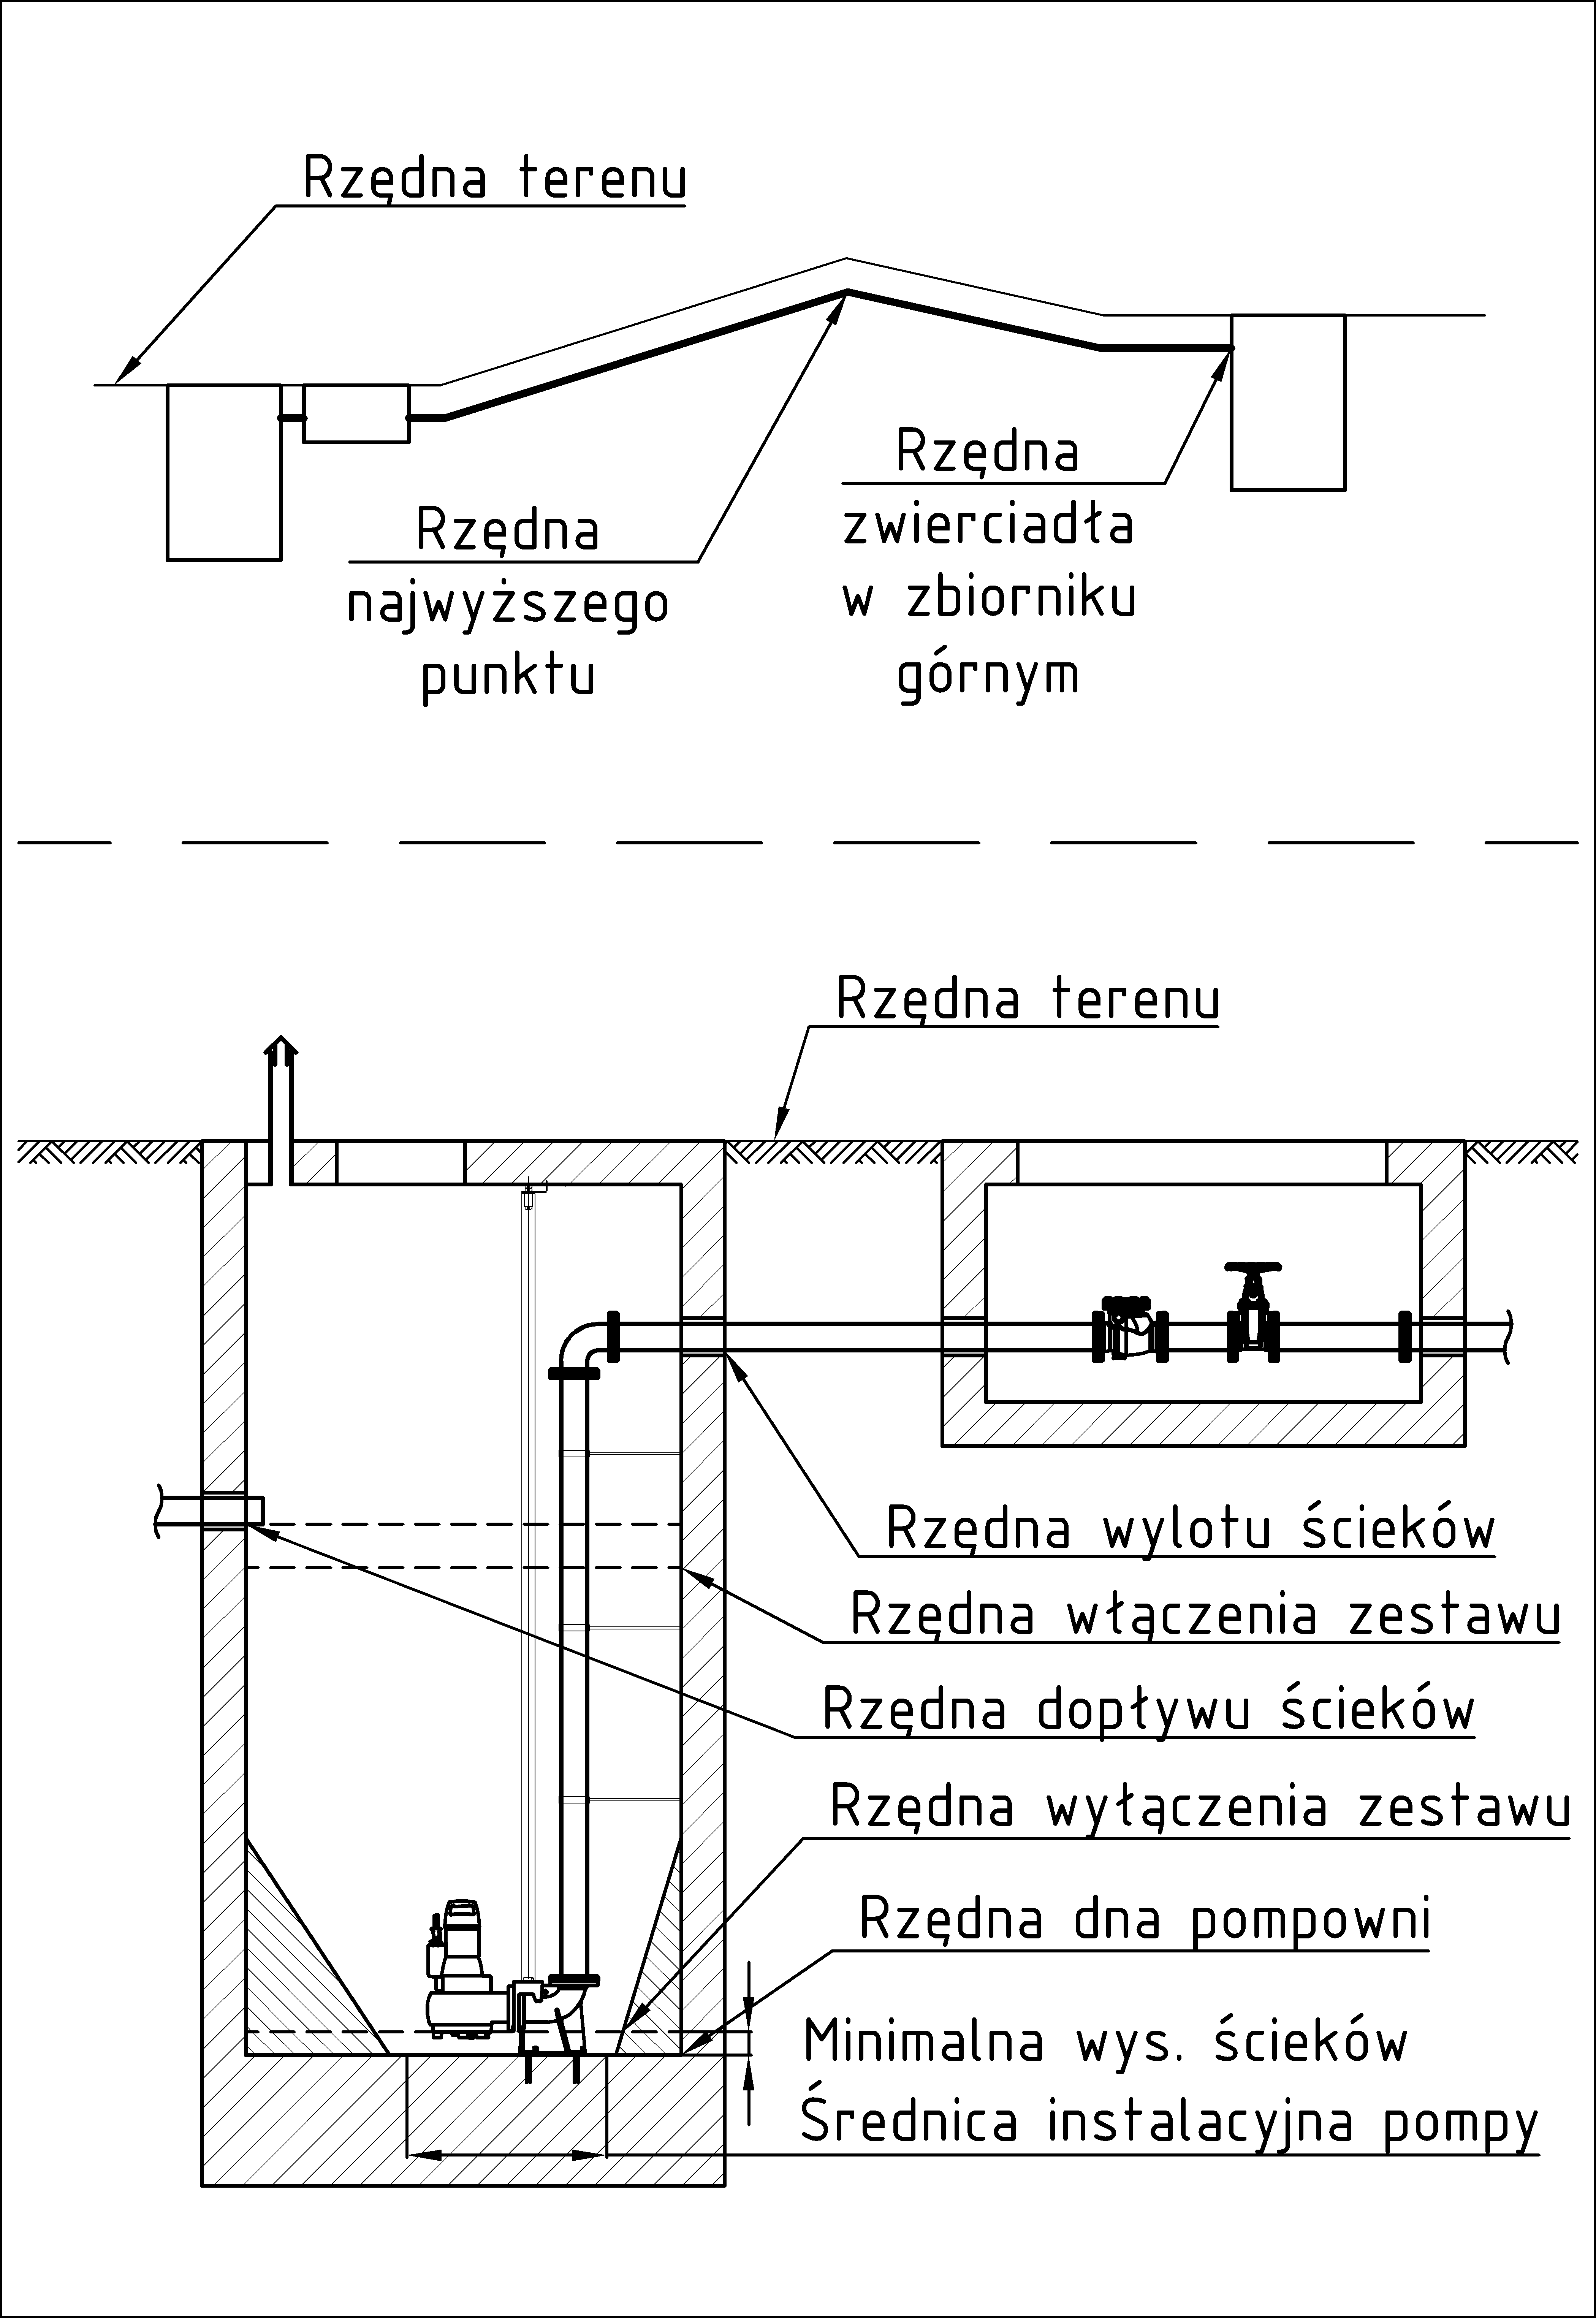 Rzędna terenu
Rzędna
najwyższego
punktu
Rzędna
zwierciadła
w zbiorniku
górnym
Rzędna terenu
Rzędna wylotu ścieków
Rzędna włączenia zestawu
Rzędna dopływu ścieków
Rzędna wyłączenia zestawu
Rzędna dna pompowni
Minimalna wys. ścieków
Średnica instalacyjna pompy